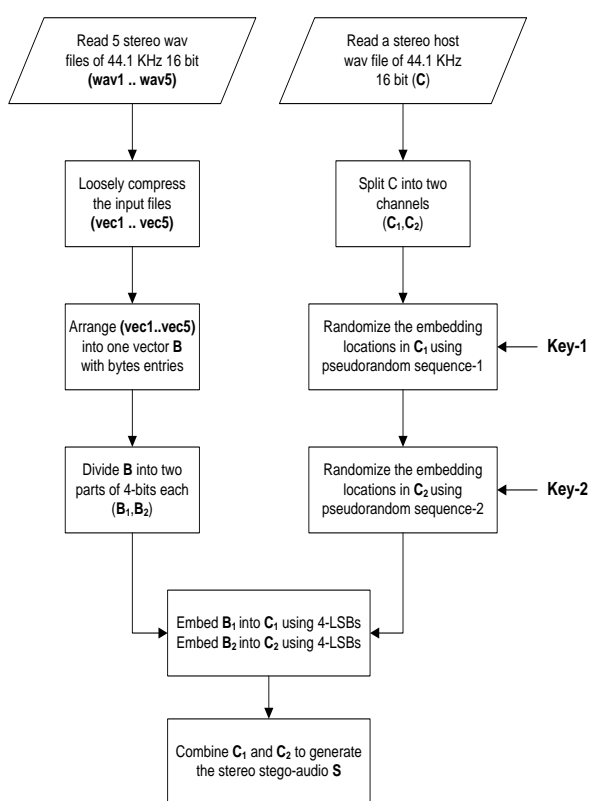 Read 5 stereo wav
files of 44.1 KHz 16 bit
(wav1 .. wav5)
Loosely compress
the input files
(vec1 .. vec5)
Arrange (vec1..vec5)
into one vector B
with bytes entries
Divide B into two
parts of 4-bits each
(B₁,B₂)
Read a stereo host
wav file of 44.1 KHz
16 bit (C)
Split C into two
channels
(C₁,C₂)
Randomize the embedding
locations in C₁ using
pseudorandom sequence-1
Key-1
Randomize the embedding
locations in C₂ using
pseudorandom sequence-2
Key-2
Embed B₁ into C₁ using 4-LSBs
Embed B₂ into C₂ using 4-LSBs
Combine C₁ and C₂ to generate
the stereo stego-audio S